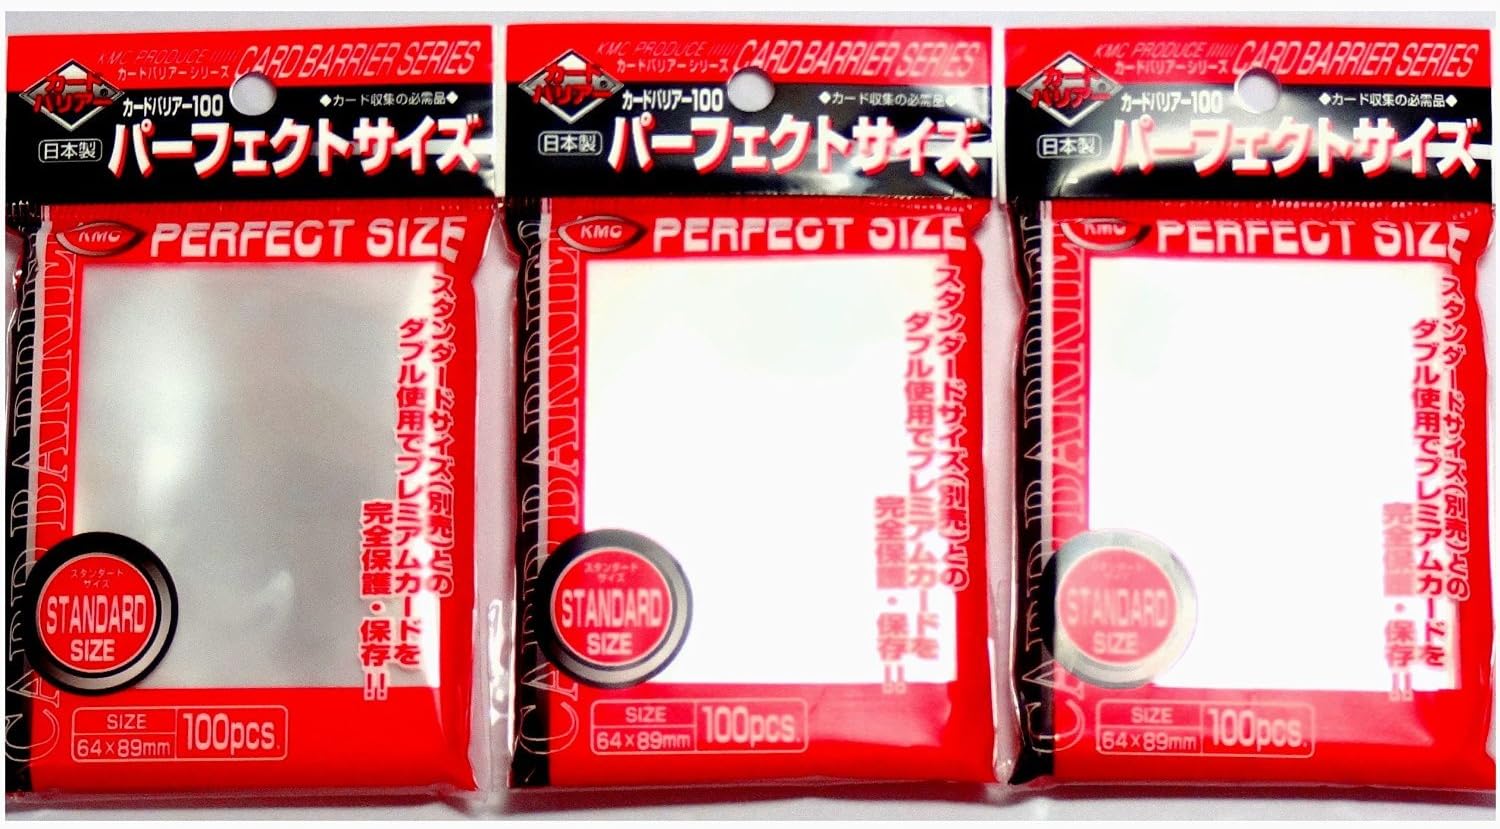 KMC PRODUCE ////// CARD BARRIER SERIES
カードバリアーシリーズ
カード
バリアー
カードバリアー100
◆カード収集の必需品◆
日本製
パーフェクトサイズ
KMC
PERFECT SIZE
CARD BARRIER
スタンダードサイズ(別売)との
ダブル使用でプレミアムカードを
完全保護・保存!!
スタンダード
サイズ
STANDARD
SIZE
SIZE
64×89mm
100pcs.
KMC PRODUCE ////// CARD BARRIER SERIES
カードバリアーシリーズ
カード
バリアー
カードバリアー100
◆カード収集の必需品◆
日本製
パーフェクトサイズ
KMC
PERFECT SIZE
CARD BARRIER
スタンダードサイズ(別売)との
ダブル使用でプレミアムカードを
完全保護・保存!!
スタンダード
サイズ
STANDARD
SIZE
SIZE
64×89mm
100pcs.
KMC PRODUCE ////// CARD BARRIER SERIES
カードバリアーシリーズ
カード
バリアー
カードバリアー100
◆カード収集の必需品◆
日本製
パーフェクトサイズ
KMC
PERFECT SIZE
CARD BARRIER
スタンダードサイズ(別売)との
ダブル使用でプレミアムカードを
完全保護・保存!!
スタンダード
サイズ
STANDARD
SIZE
SIZE
64×89mm
100pcs.